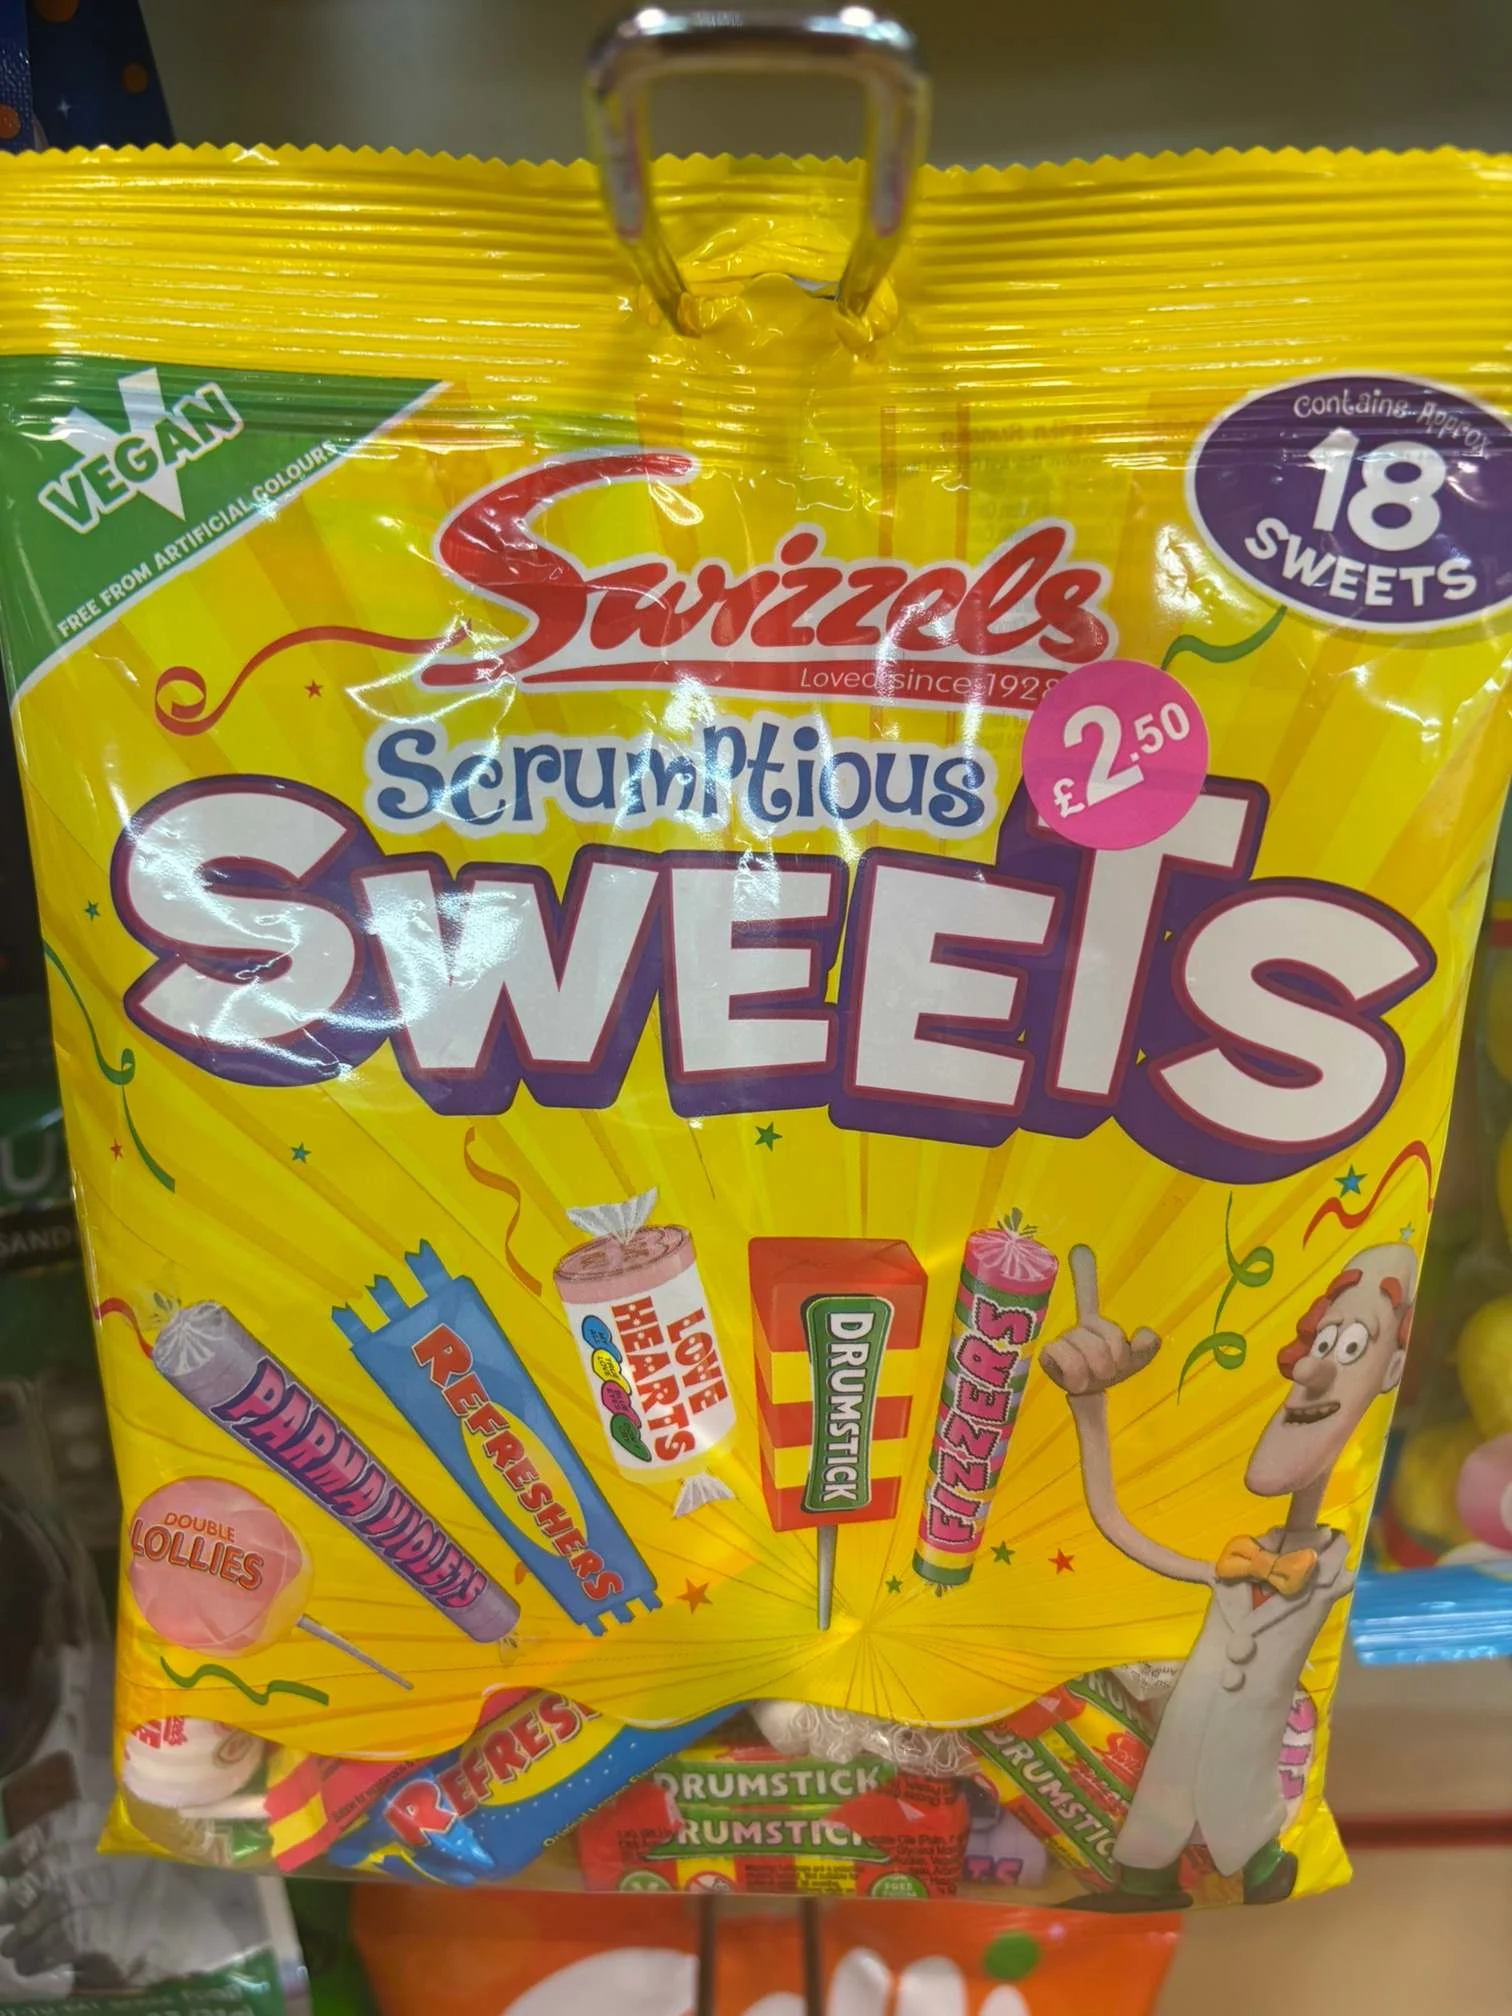 VEGAN
FREE FROM ARTIFICIAL COLOURS
Contains Approx
18
SWEETS
Swizzels
Loved since 1928
£2.50
Scrumptious
SWEETS
DOUBLE
LOLLIES
PARMA VIOLETS
REFRESHERS
LOVE
HEARTS
DRUMSTICK
FIZZERS
REFRES
DRUMSTICK
DRUMSTICK
RUMSTIC